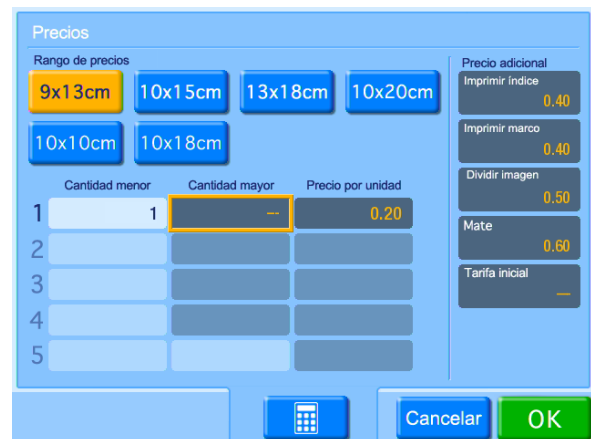 Precios
Rango de precios
9x13cm 10x15cm 13x18cm 10x20cm
10x10cm 10x18cm
Cantidad menor Cantidad mayor Precio por unidad
1 1 --- 0.20
2
3
4
5
Precio adicional
Imprimir índice
0.40
Imprimir marco
0.40
Dividir imagen
0.50
Mate
0.60
Tarifa inicial
---
Cancelar OK